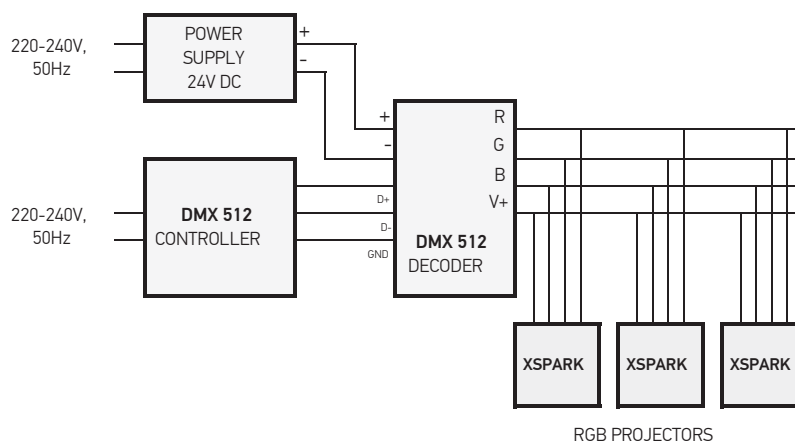 220-240V,
50Hz
POWER
SUPPLY
24V DC
+
-
220-240V,
50Hz
DMX 512
CONTROLLER
+
-
D+
D-
GND
DMX 512
DECODER
R
G
B
V+
XSPARK
XSPARK
XSPARK
RGB PROJECTORS